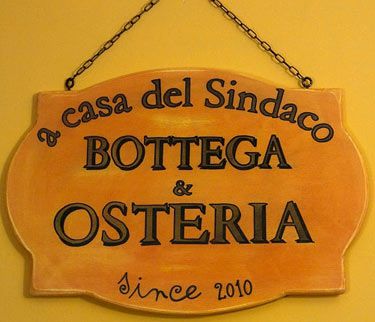 a casa del Sindaco
BOTTEGA
&
OSTERIA
Since 2010